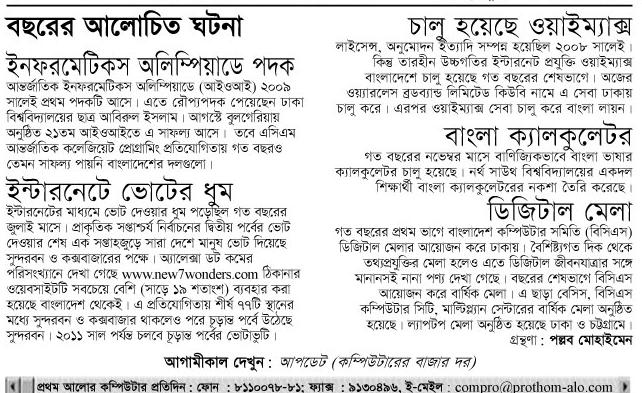 বছরের আলোচিত ঘটনা
ইনফরমেটিকস অলিম্পিয়াডে পদক
আন্তর্জাতিক ইনফরমেটিকস অলিম্পিয়াডে (আইওআই) ২০০৯
সালেই প্রথম পদকটি আসে। এতে রৌপ্যপদক পেয়েছেন ঢাকা
বিশ্ববিদ্যালয়ের ছাত্র আবিরুল ইসলাম। আগস্টে বুলগেরিয়ায়
অনুষ্ঠিত ২১তম আইওআইতে এ সাফল্য আসে। তবে এসিএম
আন্তর্জাতিক কলেজিয়েট প্রোগ্রামিং প্রতিযোগিতায় গত বছরও
তেমন সাফল্য পায়নি বাংলাদেশের দলগুলো।
ইন্টারনেটে ভোটের ধুম
ইন্টারনেটের মাধ্যমে ভোট দেওয়ার ধুম পড়েছিল গত বছরের
জুলাই মাসে। প্রাকৃতিক সপ্তাশ্চর্য নির্বাচনের দ্বিতীয় পর্বের ভোট
দেওয়ার শেষ এক সপ্তাহজুড়ে সারা দেশে মানুষ ভোট দিয়েছে
সুন্দরবন ও কক্সবাজারের পক্ষে। অ্যালেক্সা ডট কমের
পরিসংখ্যানে দেখা গেছে www.new7wonders.com ঠিকানার
ওয়েবসাইটটি সবচেয়ে বেশি (সাড়ে ১৯ শতাংশ) ব্যবহার করা
হয়েছে বাংলাদেশ থেকেই। এ প্রতিযোগিতায় শীর্ষ ৭৭টি স্থানের
মধ্যে সুন্দরবন ও কক্সবাজার থাকলেও পরে চূড়ান্ত পর্বে উঠেছে
সুন্দরবন। ২০১১ সাল পর্যন্ত চলবে চূড়ান্ত পর্বের ভোটাভুটি।
চালু হয়েছে ওয়াইম্যাক্স
লাইসেন্স, অনুমোদন ইত্যাদি সম্পন্ন হয়েছিল ২০০৮ সালেই।
কিন্তু তারহীন উচ্চগতির ইন্টারনেট প্রযুক্তি ওয়াইম্যাক্স
বাংলাদেশে চালু হয়েছে গত বছরের শেষভাগে। অজের
ওয়্যারলেস ব্রডব্যান্ড লিমিটেড কিউবি নামে এ সেবা ঢাকায়
চালু করে। এরপর ওয়াইম্যাক্স সেবা চালু করে বাংলা লায়ন।
বাংলা ক্যালকুলেটর
গত বছরের নভেম্বর মাসে বাণিজ্যিকভাবে বাংলা ভাষার
ক্যালকুলেটর চালু হয়েছে। নর্থ সাউথ বিশ্ববিদ্যালয়ের একদল
শিক্ষার্থী বাংলা ক্যালকুলেটরের নকশা তৈরি করেছে।
ডিজিটাল মেলা
গত বছরের প্রথম ভাগে বাংলাদেশ কম্পিউটার সমিতি (বিসিএস)
ডিজিটাল মেলার আয়োজন করে ঢাকায়। বৈশিষ্ট্যগত দিক থেকে
তথ্যপ্রযুক্তির মেলা হলেও এতে ডিজিটাল জীবনযাত্রার সঙ্গে
মানানসই নানা পণ্য দেখা গেছে। বছরের শেষভাগে বিসিএস
আয়োজন করে বার্ষিক মেলা। এ ছাড়া বেসিস, বিসিএস
কম্পিউটার সিটি, মাল্টিপ্ল্যান সেন্টারের বার্ষিক মেলা অনুষ্ঠিত
হয়েছে। ল্যাপটপ মেলা অনুষ্ঠিত হয়েছে ঢাকা ও চট্টগ্রামে।
গ্রন্থণা : পল্লব মোহাইমেন
আগামীকাল দেখুন : আপডেট (কম্পিউটারের বাজার দর)
প্রথম আলোর কম্পিউটার প্রতিদিন : ফোন : ৮১১০০৭৮-৮১; ফ্যাক্স : ৯১৩০৪৯৬, ই-মেইল : compro@prothom-alo.com